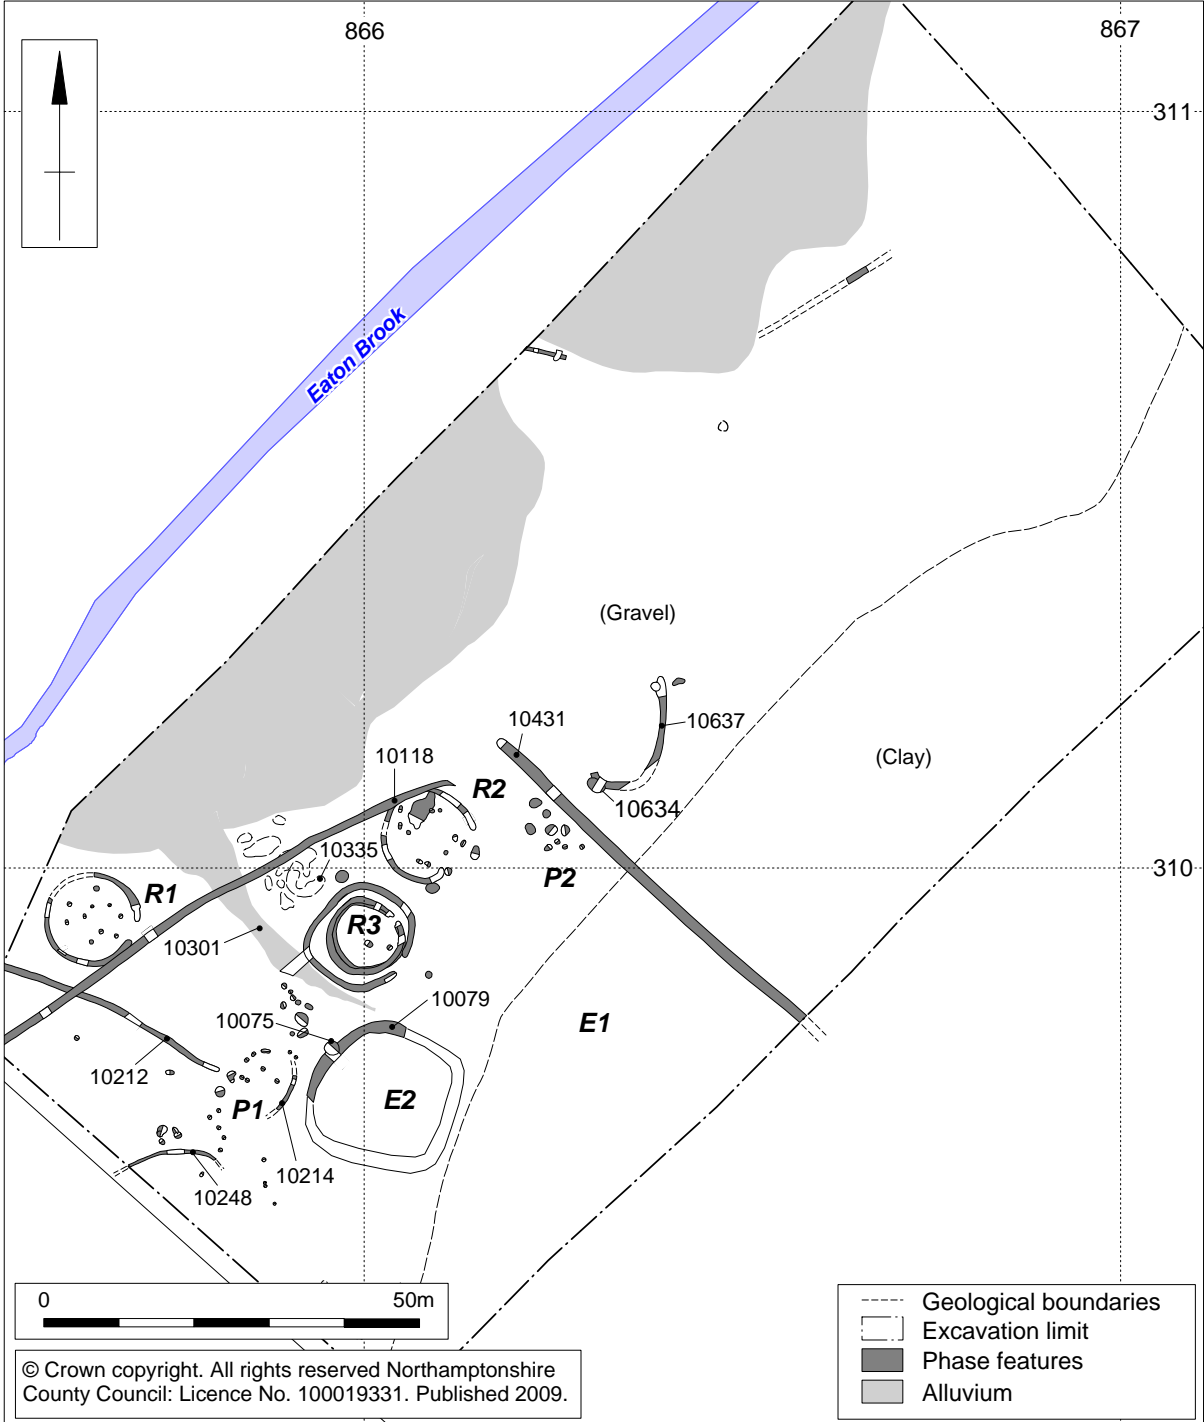 866
867
311
Eaton Brook
(Gravel)
10431
10637
10118
(Clay)
R2
10634
10335
P2
310
R1
R3
10301
10079
10075
E1
10212
P1
E2
10214
10248
0 50m
Geological boundaries
Excavation limit
Phase features
Alluvium
© Crown copyright. All rights reserved Northamptonshire
County Council: Licence No. 100019331. Published 2009.